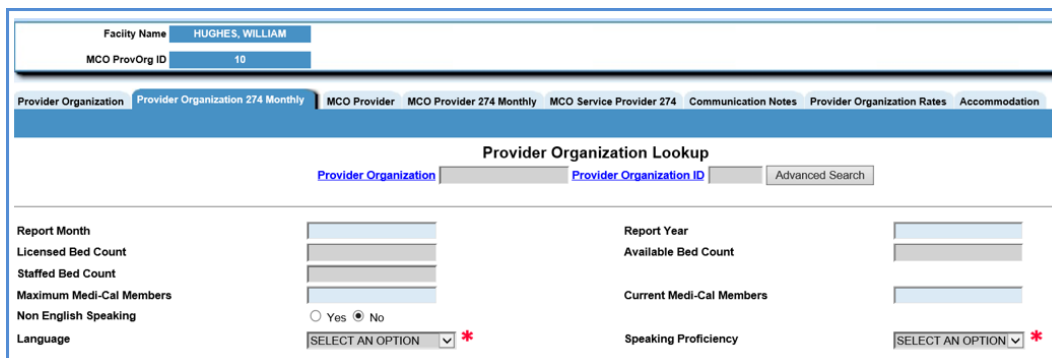 Faciity Name HUGHES, WILLIAM
MCO ProvOrg ID 10
Provider Organization Provider Organization 274 Monthly MCO Provider MCO Provider 274 Monthly MCO Service Provider 274 Communication Notes Provider Organization Rates Accommodation
Provider Organization Lookup
Provider Organization Provider Organization ID Advanced Search
Report Month Report Year
Licensed Bed Count Available Bed Count
Staffed Bed Count
Maximum Medi-Cal Members Current Medi-Cal Members
Non English Speaking Yes No
Language SELECT AN OPTION * Speaking Proficiency SELECT AN OPTION *